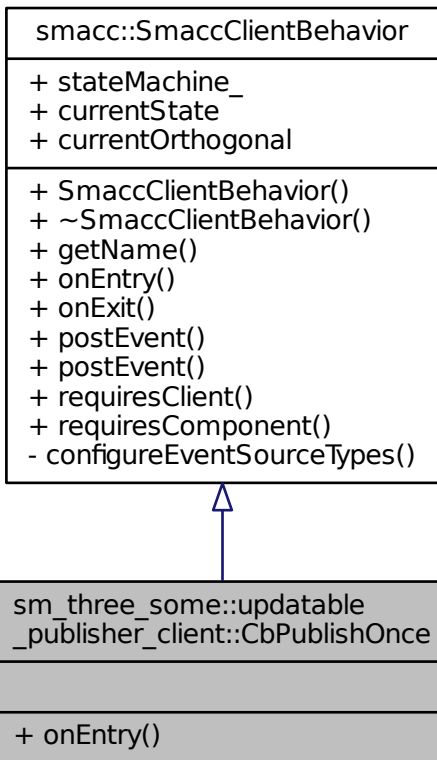 smacc::SmaccClientBehavior
+ stateMachine_
+ currentState
+ currentOrthogonal
+ SmaccClientBehavior()
+ ~SmaccClientBehavior()
+ getName()
+ onEntry()
+ onExit()
+ postEvent()
+ postEvent()
+ requiresClient()
+ requiresComponent()
- configureEventSourceTypes()
sm_three_some::updatable
_publisher_client::CbPublishOnce
+ onEntry()